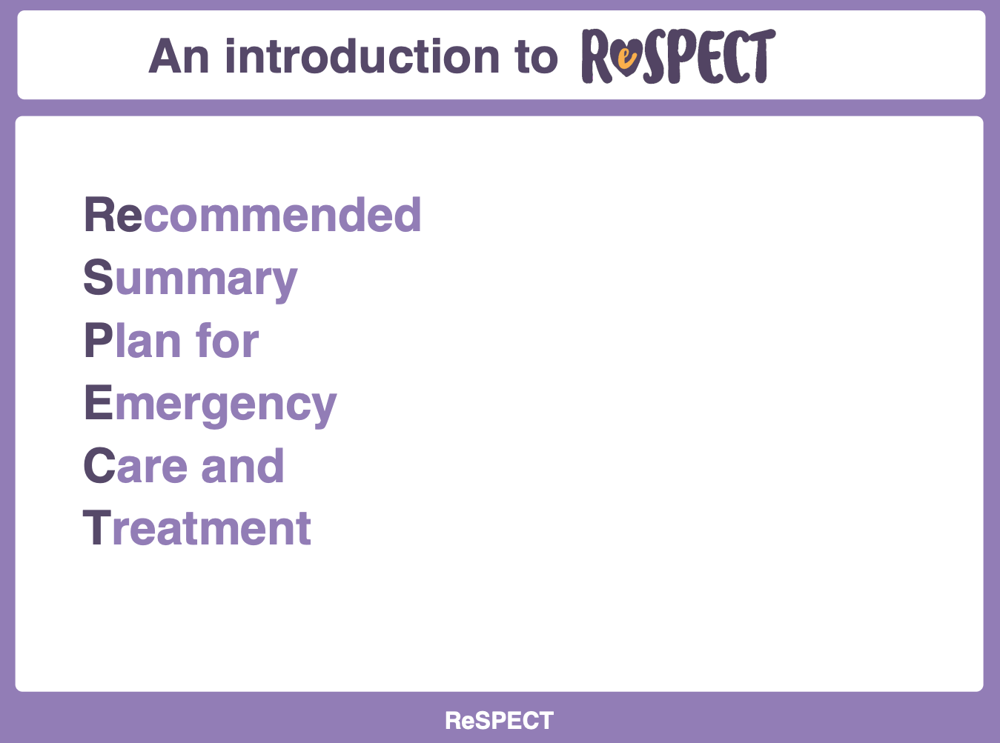 An introduction to ReSPECT
Recommended
Summary
Plan for
Emergency
Care and
Treatment
ReSPECT